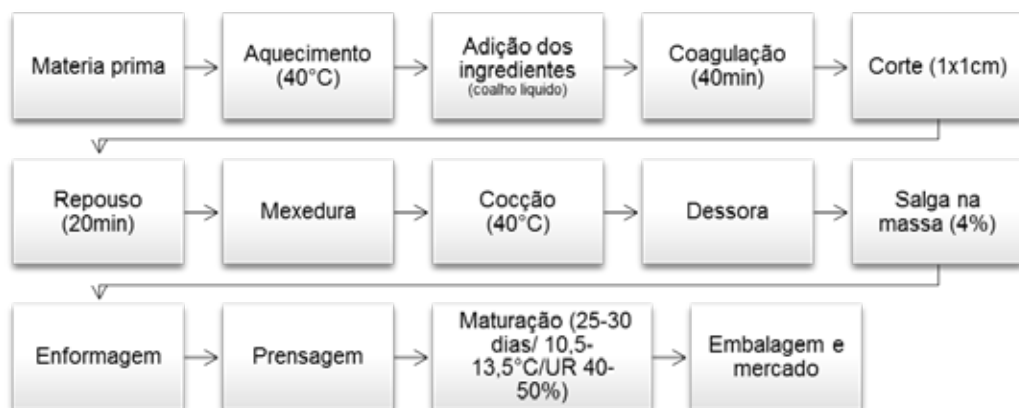 Materia prima
Aquecimento
(40°C)
Adição dos
ingredientes
(coalho liquido)
Coagulação
(40min)
Corte (1x1cm)
Repouso
(20min)
Mexedura
Cocção
(40°C)
Dessora
Salga na
massa (4%)
Enformagem
Prensagem
Maturação (25-30
dias/ 10,5-
13,5°C/UR 40-
50%)
Embalagem e
mercado